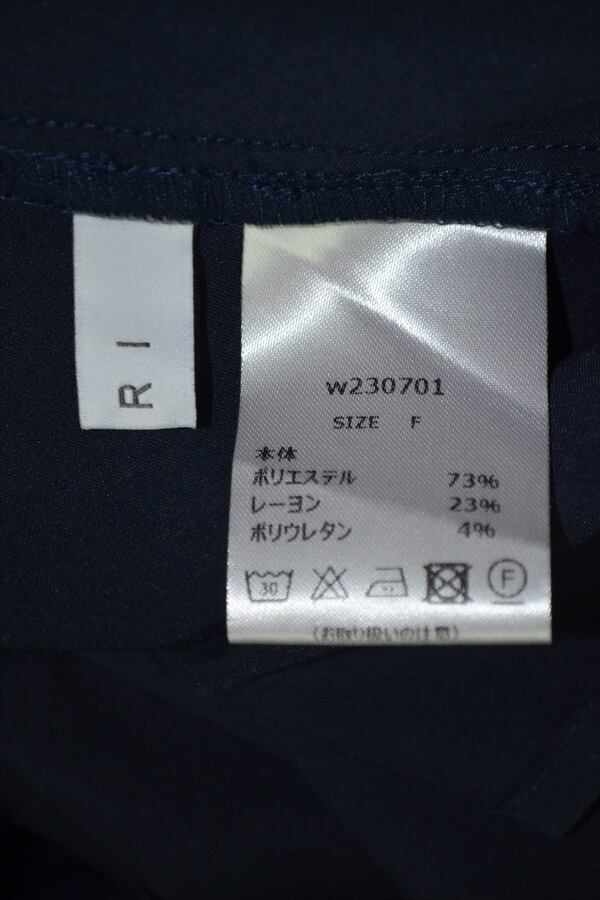 RI
w230701
SIZE F
本体
ポリエステル 73%
レーヨン 23%
ポリウレタン 4%
30
F
(お取り扱いの注意)